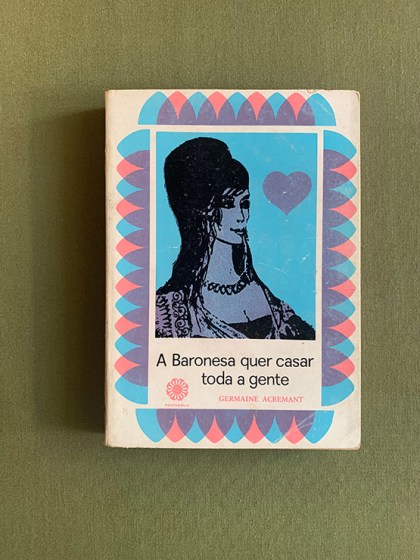 A Baronesa quer casar
toda a gente
GERMAINE ACREMANT